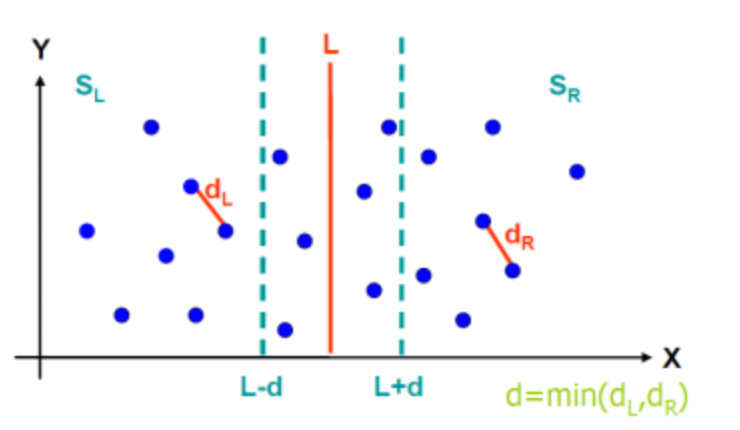 L
Y
S_L
S_R
d_L
d_R
X
L-d
L+d
d=min(d_L,d_R)